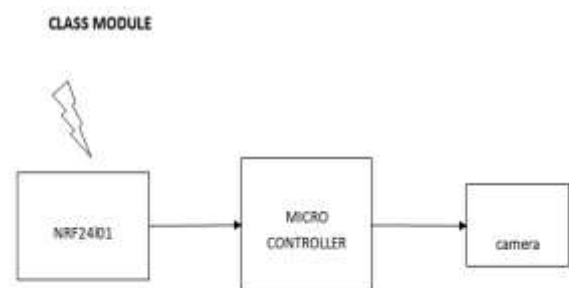 CLASS MODULE
NRF24l01
MICRO
CONTROLLER
camera